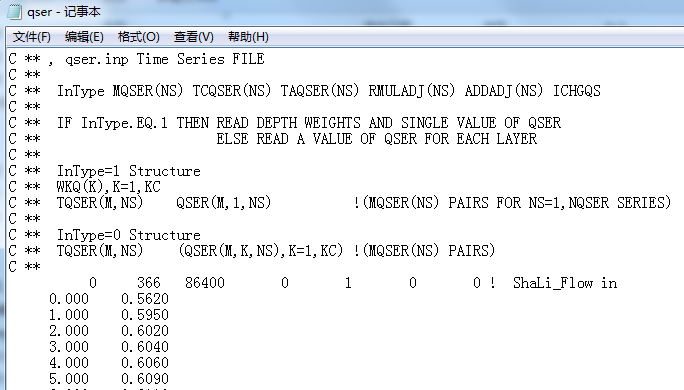 qser - 记事本
文件(F) 编辑(E) 格式(O) 查看(V) 帮助(H)
C ** , qser.inp Time Series FILE
C **
C ** InType MQSER(NS) TCQSER(NS) TAQSER(NS) RMULADJ(NS) ADDADJ(NS) ICHGQS
C **
C ** IF InType.EQ.1 THEN READ DEPTH WEIGHTS AND SINGLE VALUE OF QSER
C ** ELSE READ A VALUE OF QSER FOR EACH LAYER
C **
C ** InType=1 Structure
C ** WKQ(K),K=1,KC
C ** TQSER(M,NS) QSER(M,1,NS) !(MQSER(NS) PAIRS FOR NS=1,NQSER SERIES)
C **
C ** InType=0 Structure
C ** TQSER(M,NS) (QSER(M,K,NS),K=1,KC) !(MQSER(NS) PAIRS)
C **
0 366 86400 0 1 0 0 ! ShaLi_Flow in
0.000 0.5620
1.000 0.5950
2.000 0.6020
3.000 0.6040
4.000 0.6060
5.000 0.6090